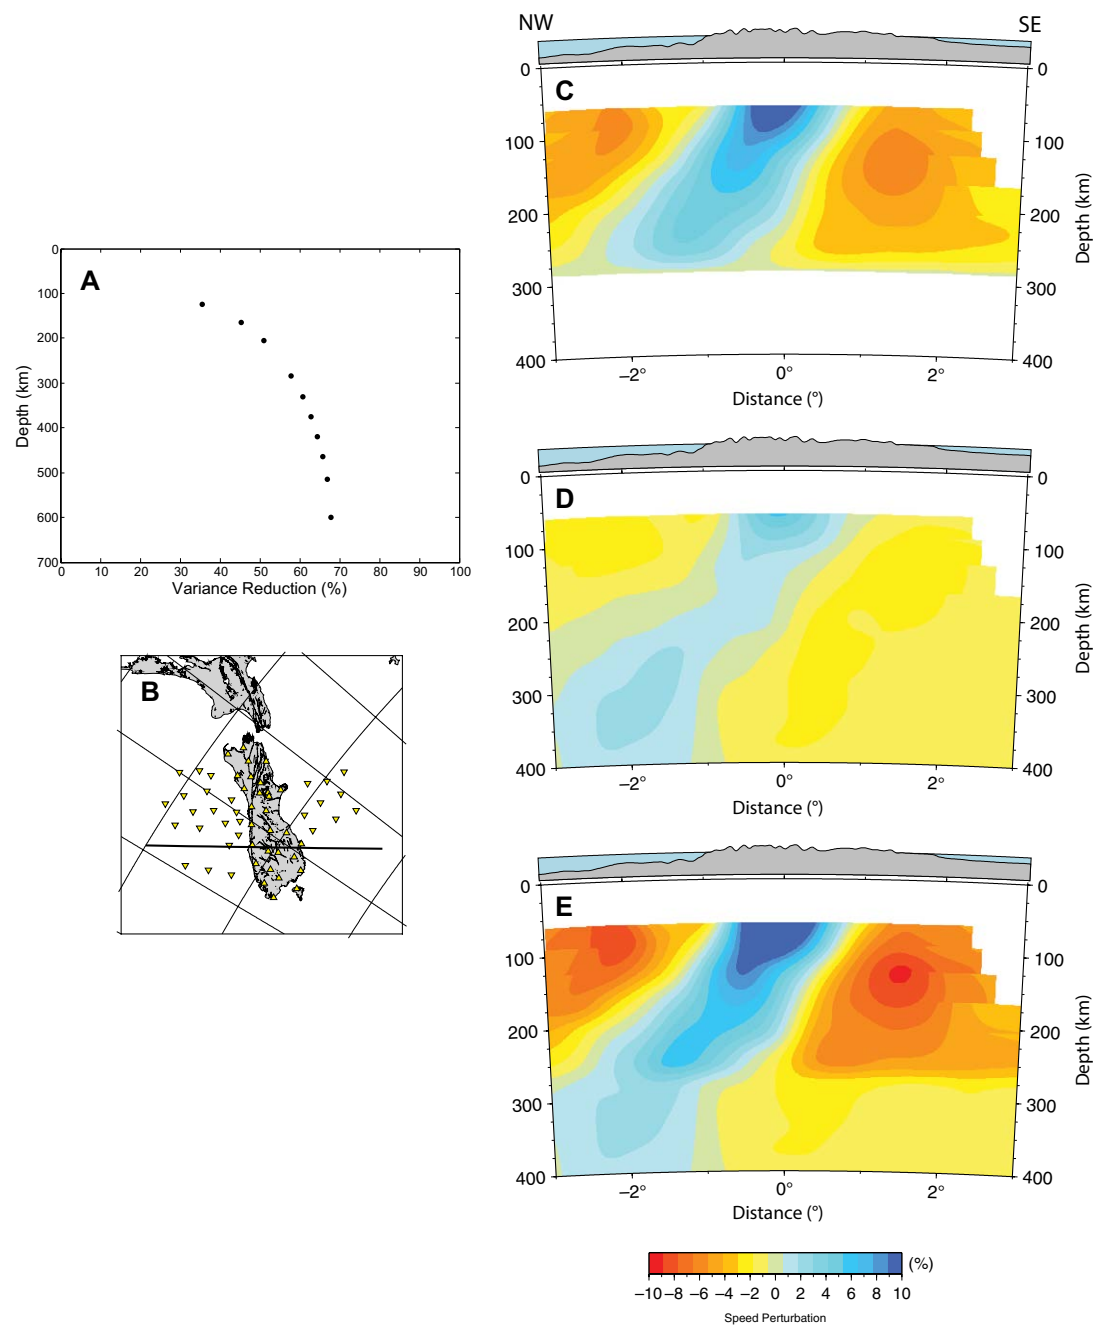 NW SE
0 0
C
100 100
200 200
300 300
400 400
Depth (km)
−2° 0° 2°
Distance (°)
A
0
100
200
300
400
500
600
700
Depth (km)
0 10 20 30 40 50 60 70 80 90 100
Variance Reduction (%)
0 0
D
100 100
200 200
300 300
400 400
Depth (km)
−2° 0° 2°
Distance (°)
B
0 0
E
100 100
200 200
300 300
400 400
Depth (km)
−2° 0° 2°
Distance (°)
(%)
−10 −8 −6 −4 −2 0 2 4 6 8 10
Speed Perturbation